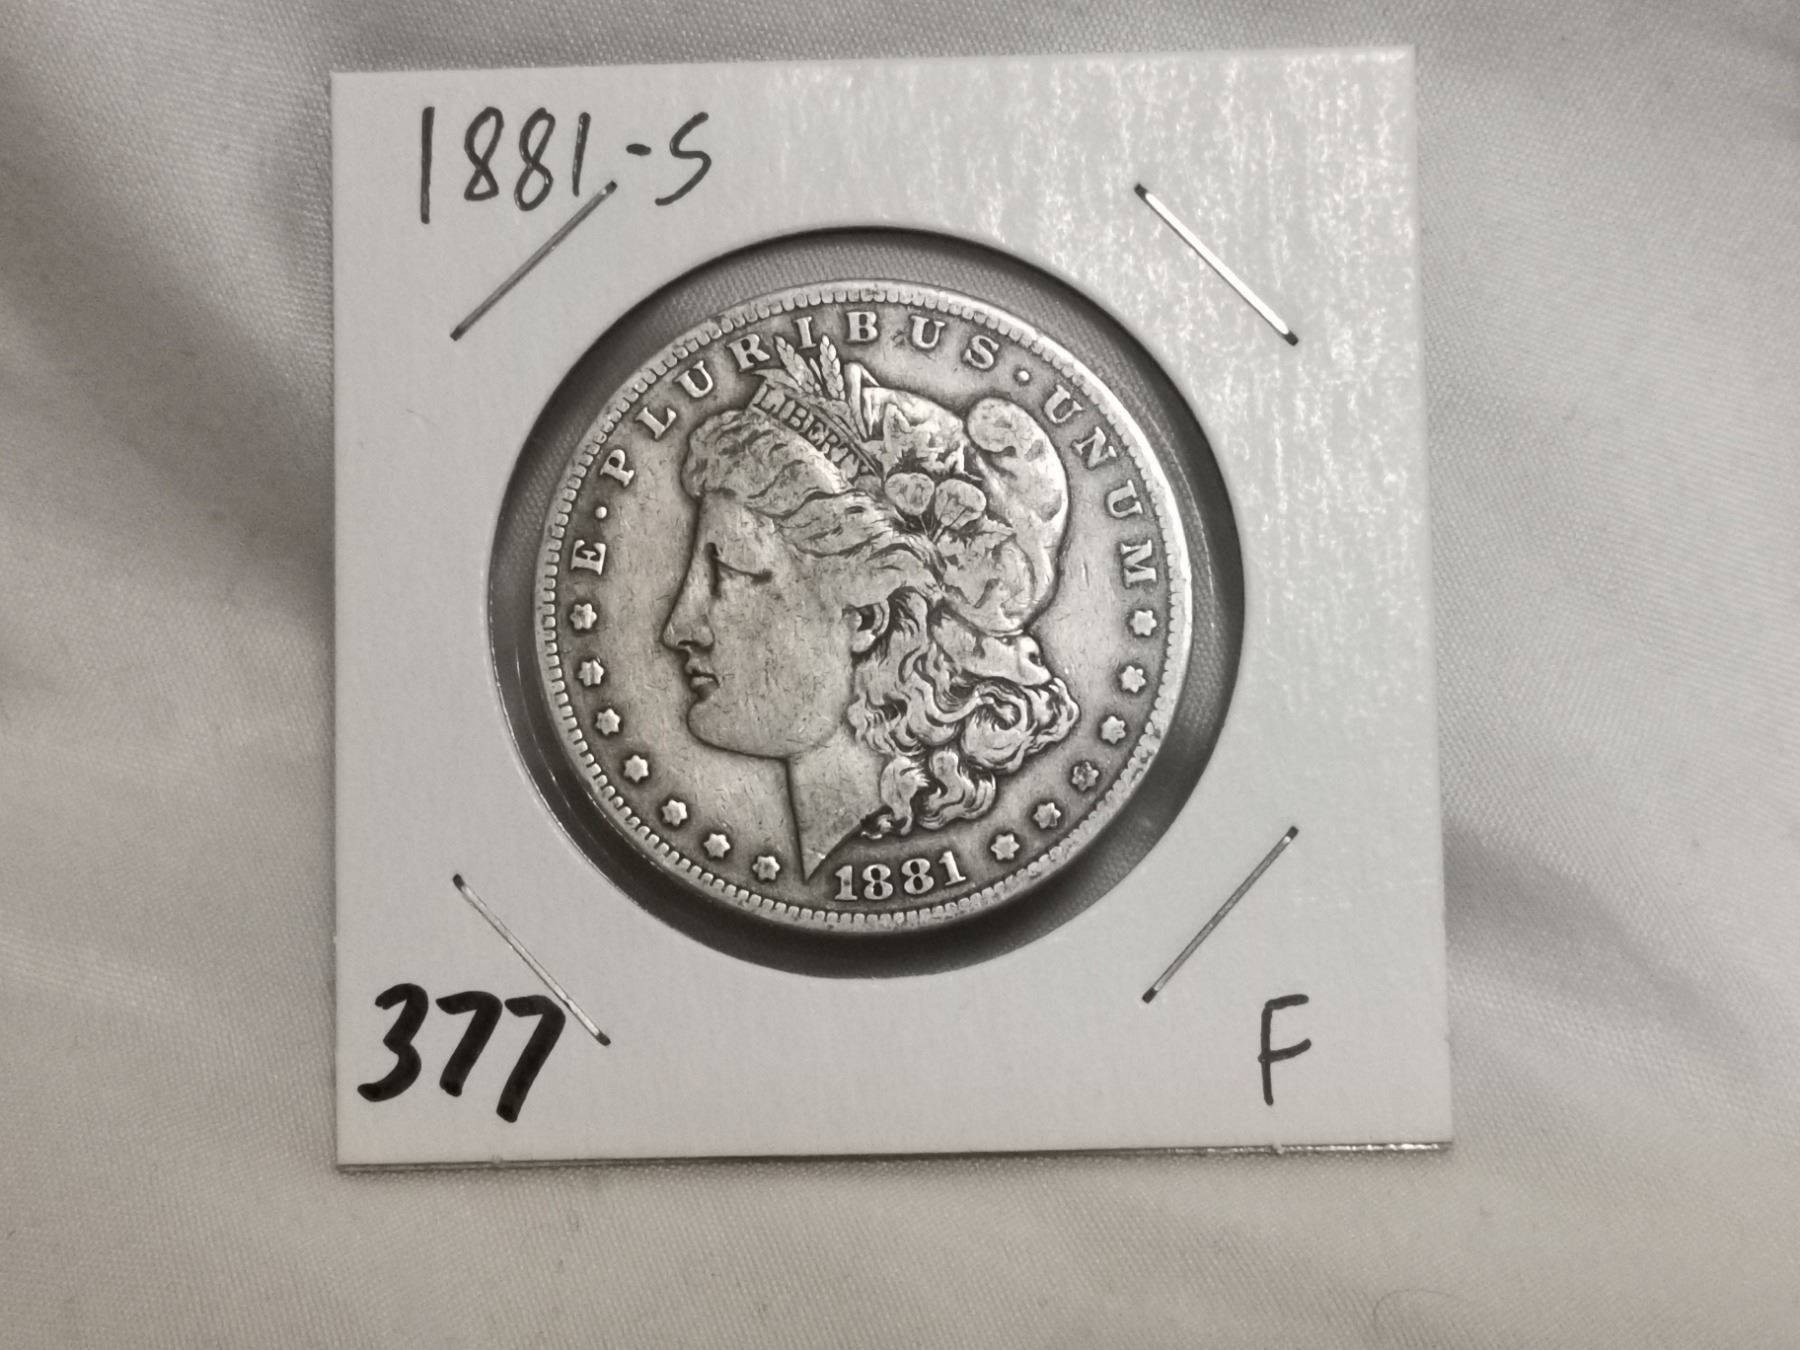 1881-S
E·PLURIBUS·UNUM
LIBERTY
1881
377
F